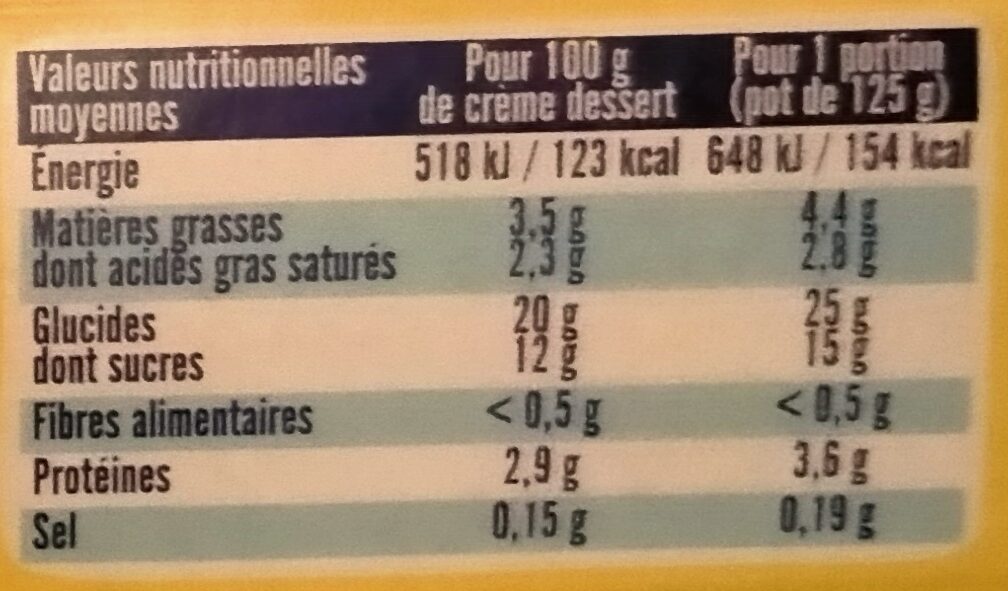 Valeurs nutritionnelles moyennes Pour 100 g de crème dessert Pour 1 portion (pot de 125 g)
Énergie 518 kJ / 123 kcal 648 kJ / 154 kcal
Matières grasses 3,5 g 4,4 g
dont acides gras saturés 2,3 g 2,8 g
Glucides 20 g 25 g
dont sucres 12 g 15 g
Fibres alimentaires < 0,5 g < 0,5 g
Protéines 2,9 g 3,6 g
Sel 0,15 g 0,19 g